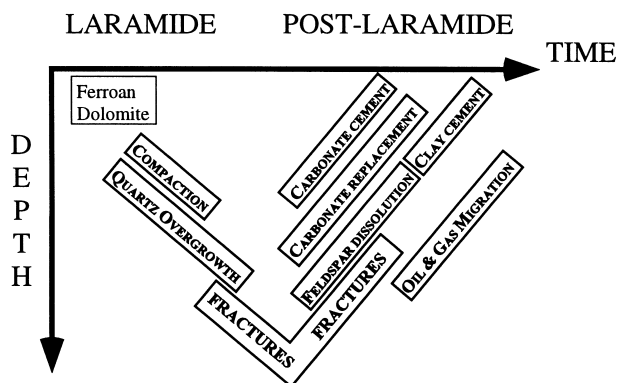 LARAMIDE
POST-LARAMIDE
TIME
DEPTH
Ferroan
Dolomite
COMPACTION
QUARTZ OVERGROWTH
FRACTURES
FRACTURES
CARBONATE CEMENT
CARBONATE REPLACEMENT
FELDSPAR DISSOLUTION
CLAY CEMENT
OIL & GAS MIGRATION